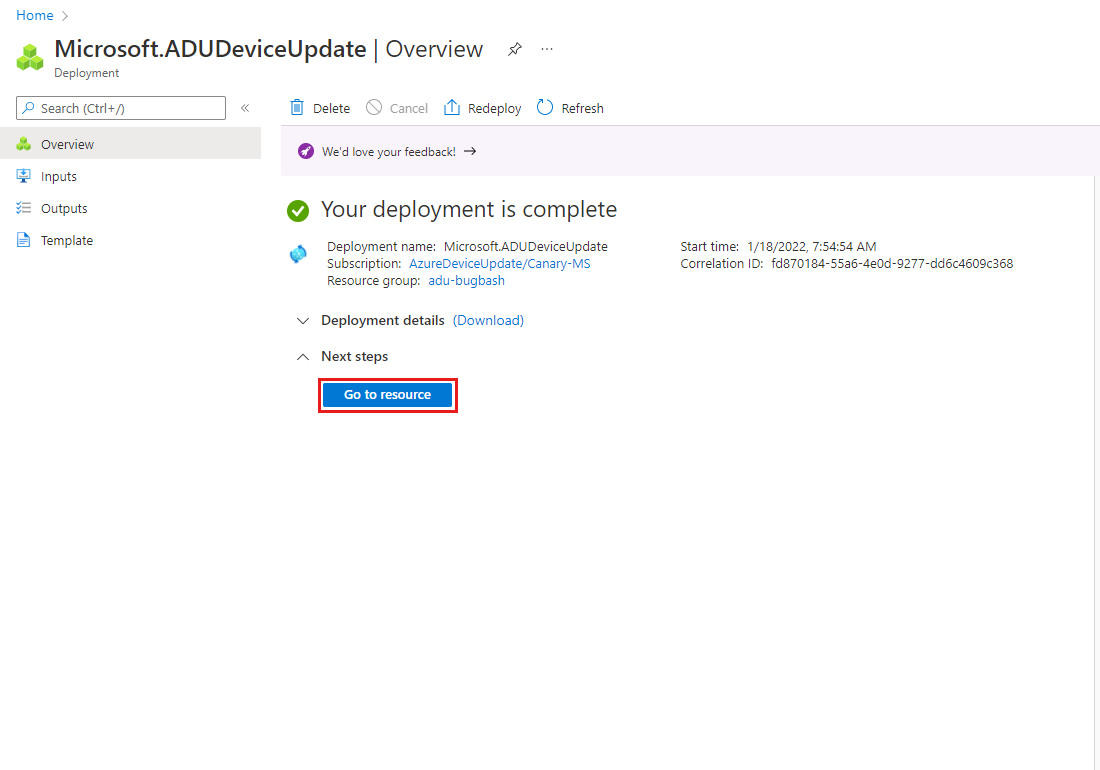 Home
Microsoft.ADUDeviceUpdate | Overview
Deployment
Search (Ctrl+/)
Overview
Inputs
Outputs
Template
Delete
Cancel
Redeploy
Refresh
We'd love your feedback!
Your deployment is complete
Deployment name: Microsoft.ADUDeviceUpdate
Subscription: AzureDeviceUpdate/Canary-MS
Resource group: adu-bugbash
Start time: 1/18/2022, 7:54:54 AM
Correlation ID: fd870184-55a6-4e0d-9277-dd6c4609c368
Deployment details (Download)
Next steps
Go to resource